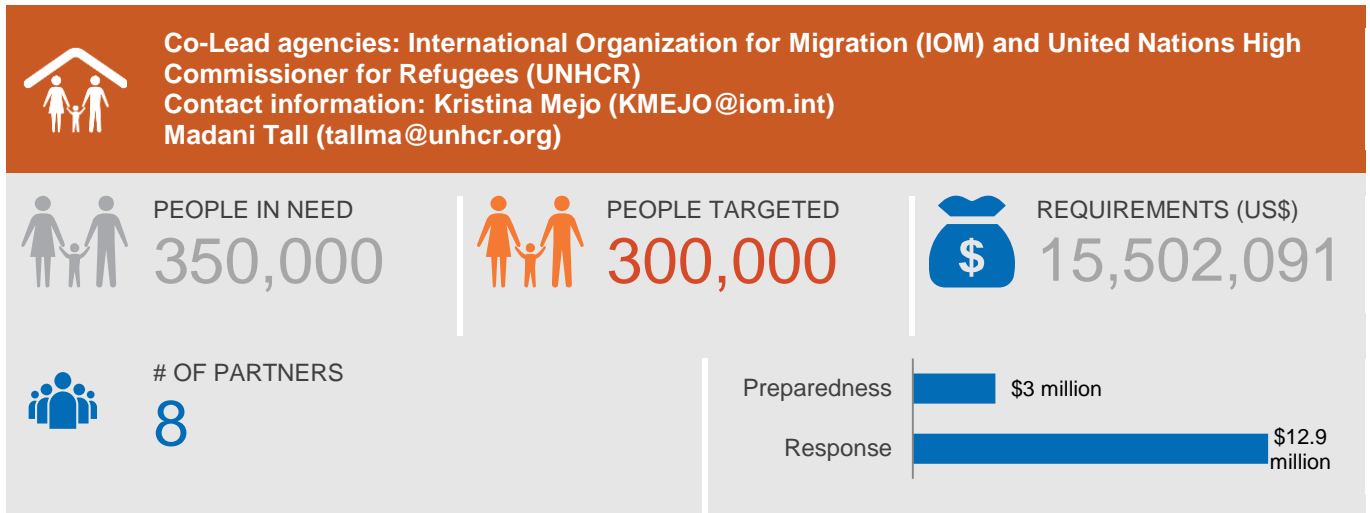 Co-Lead agencies: International Organization for Migration (IOM) and United Nations High
Commissioner for Refugees (UNHCR)
Contact information: Kristina Mejo (KMEJO@iom.int)
Madani Tall (tallma@unhcr.org)
PEOPLE IN NEED
350,000
PEOPLE TARGETED
300,000
$
REQUIREMENTS (US$)
15,502,091
# OF PARTNERS
8
Preparedness
$3 million
Response
$12.9
million